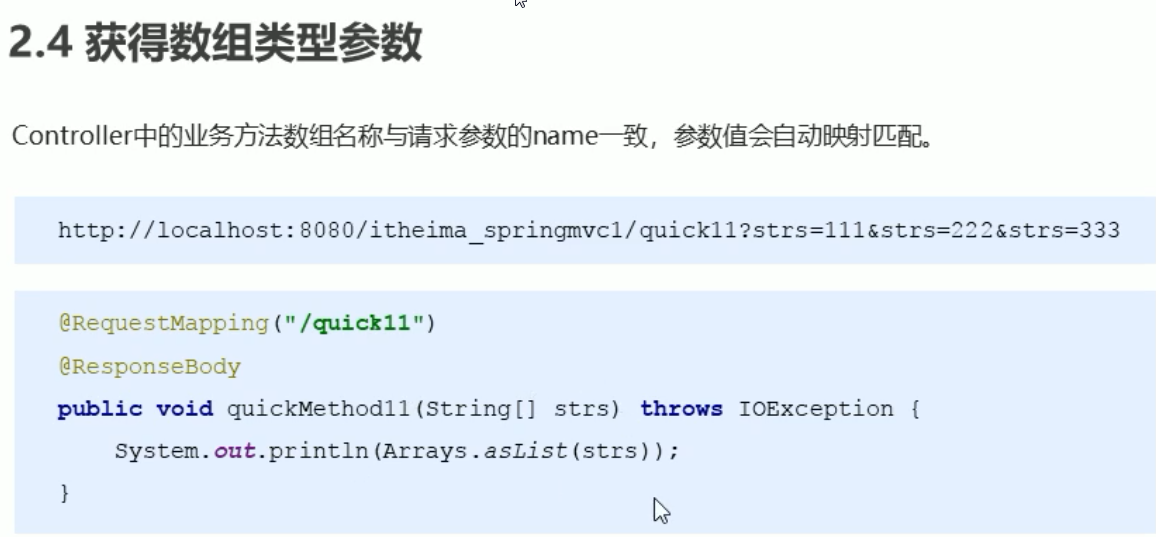 2.4 获得数组类型参数
Controller中的业务方法数组名称与请求参数的name一致，参数值会自动映射匹配。
http://localhost:8080/itheima_springmvc1/quick11?strs=111&strs=222&strs=333
@RequestMapping("/quick11")
@ResponseBody
public void quickMethod11(String[] strs) throws IOException {
    System.out.println(Arrays.asList(strs));
}